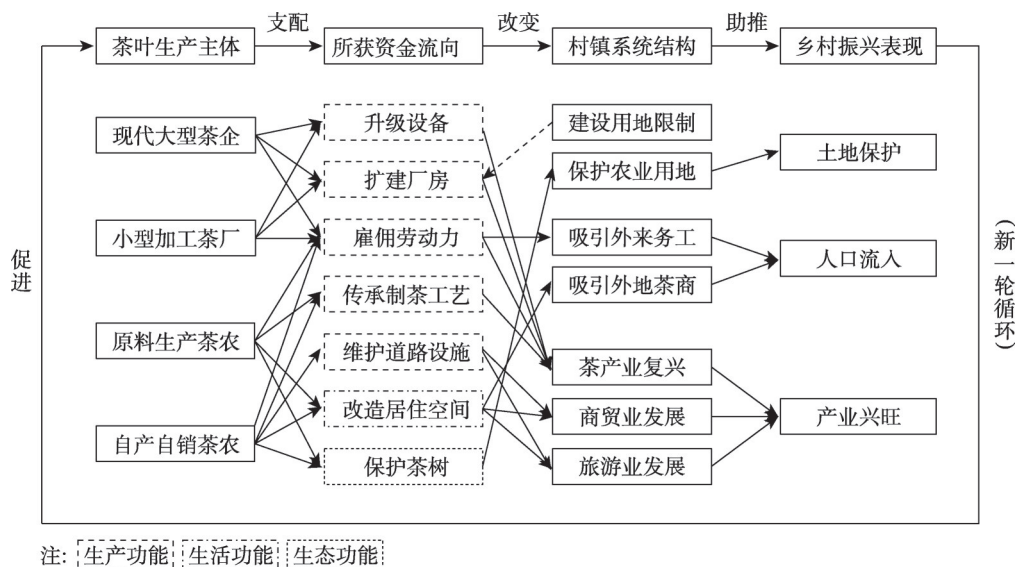 支配
改变
助推
茶叶生产主体
所获资金流向
村镇系统结构
乡村振兴表现
现代大型茶企
小型加工茶厂
原料生产茶农
自产自销茶农
升级设备
扩建厂房
雇佣劳动力
传承制茶工艺
维护道路设施
改造居住空间
保护茶树
建设用地限制
保护农业用地
吸引外来务工
吸引外地茶商
茶产业复兴
商贸业发展
旅游业发展
土地保护
人口流入
产业兴旺
促进
(新一轮循环)
注: 生产功能 生活功能 生态功能